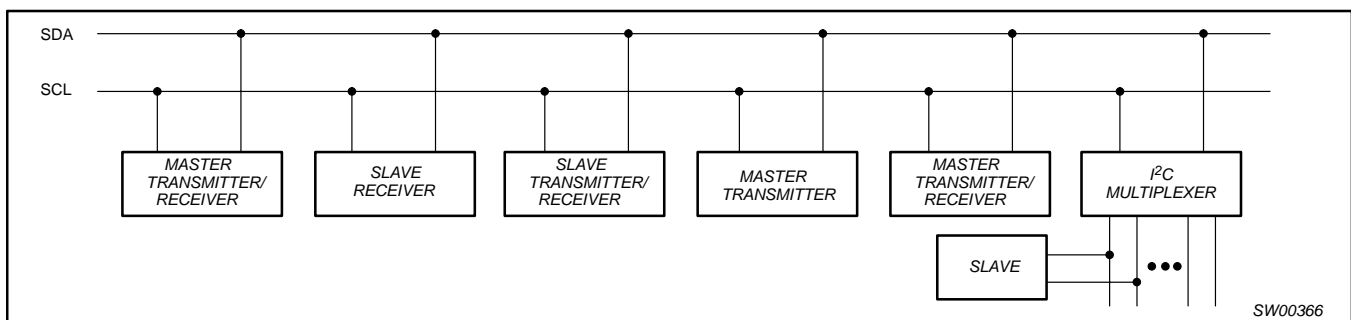 SDA
SCL
MASTER
TRANSMITTER/
RECEIVER
SLAVE
RECEIVER
SLAVE
TRANSMITTER/
RECEIVER
MASTER
TRANSMITTER
MASTER
TRANSMITTER/
RECEIVER
I²C
MULTIPLEXER
SLAVE
SW00366